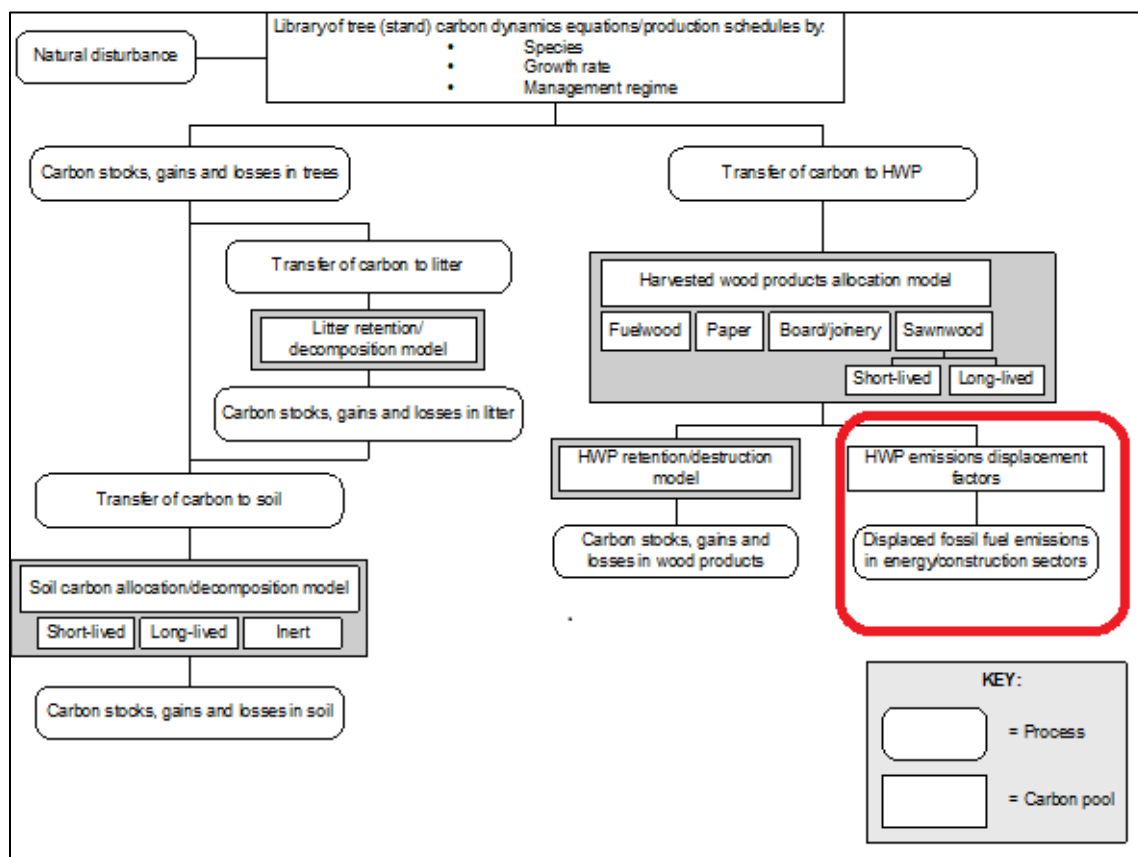 Library of tree (stand) carbon dynamics equations/production schedules by:
• Species
• Growth rate
• Management regime
Natural disturbance
Carbon stocks, gains and losses in trees
Transfer of carbon to HWP
Transfer of carbon to litter
Litter retention/
decomposition model
Carbon stocks, gains and losses in litter
Transfer of carbon to soil
Soil carbon allocation/decomposition model
Short-lived
Long-lived
Inert
Carbon stocks, gains and losses in soil
Harvested wood products allocation model
Fuelwood
Paper
Board/joinery
Sawnwood
Short-lived
Long-lived
HWP retention/destruction
model
Carbon stocks, gains and
losses in wood products
HWP emissions displacement
factors
Displaced fossil fuel emissions
in energy/construction sectors
KEY:
= Process
= Carbon pool